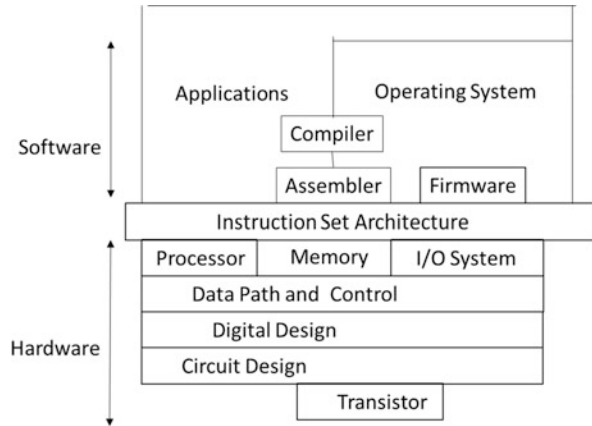 Applications
Operating System
Compiler
Software
Assembler
Firmware
Instruction Set Architecture
Processor
Memory
I/O System
Data Path and Control
Digital Design
Hardware
Circuit Design
Transistor